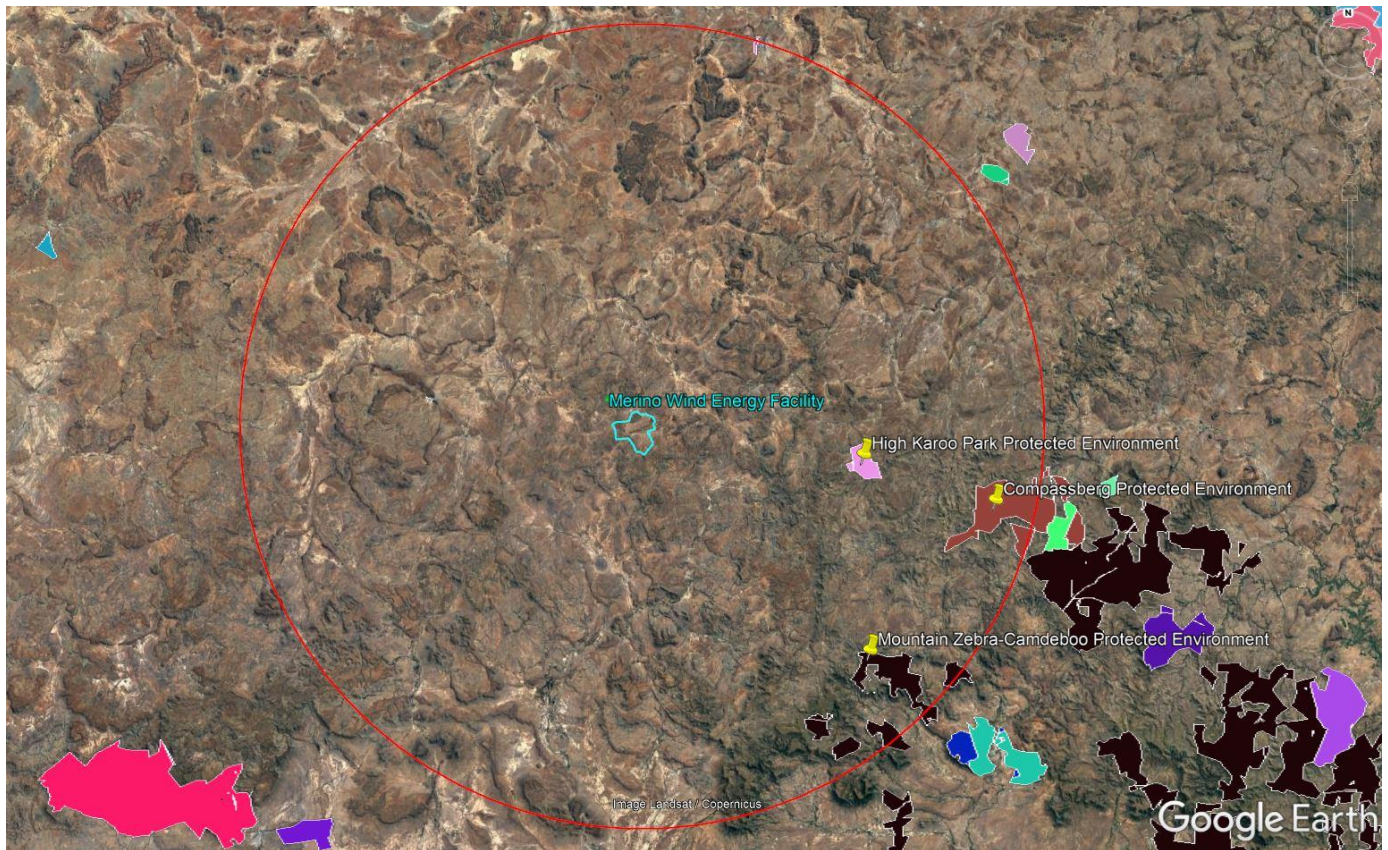 N
Merino Wind Energy Facility
High Karoo Park Protected Environment
Compassberg Protected Environment
Mountain Zebra-Camdeboo Protected Environment
Image Landsat / Copernicus
Google Earth